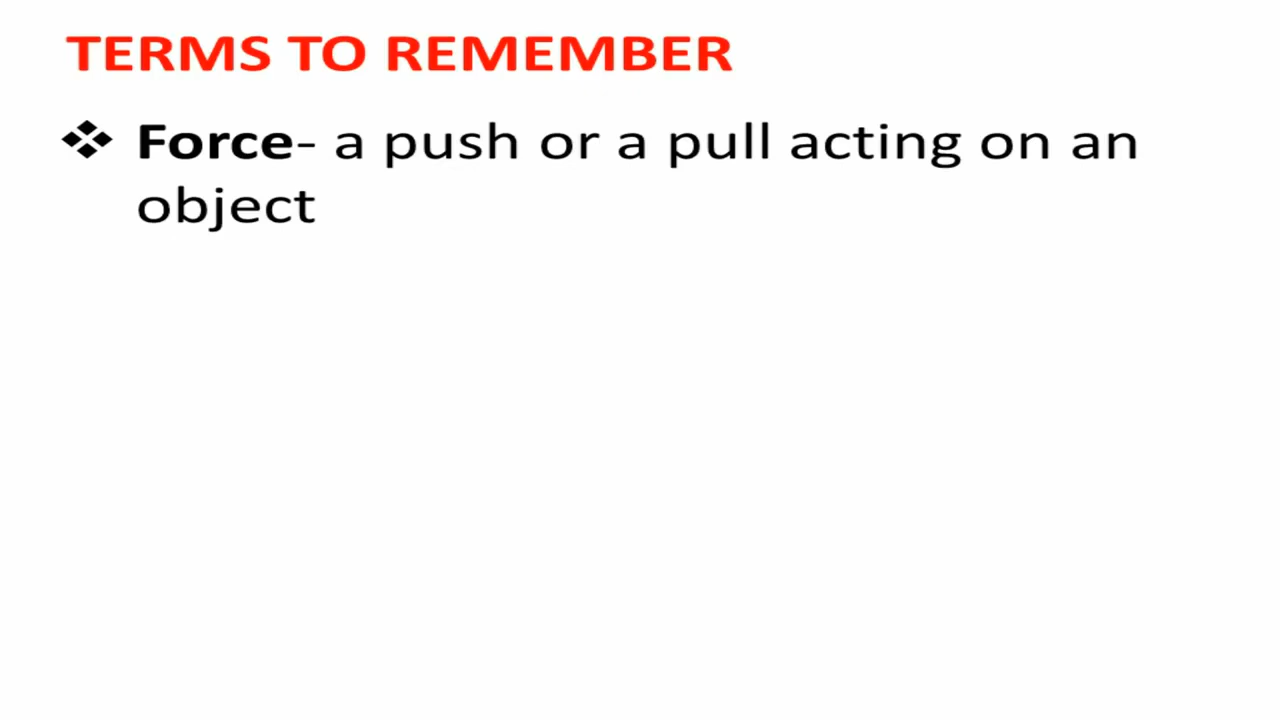 TERMS TO REMEMBER
❖ Force- a push or a pull acting on an
object